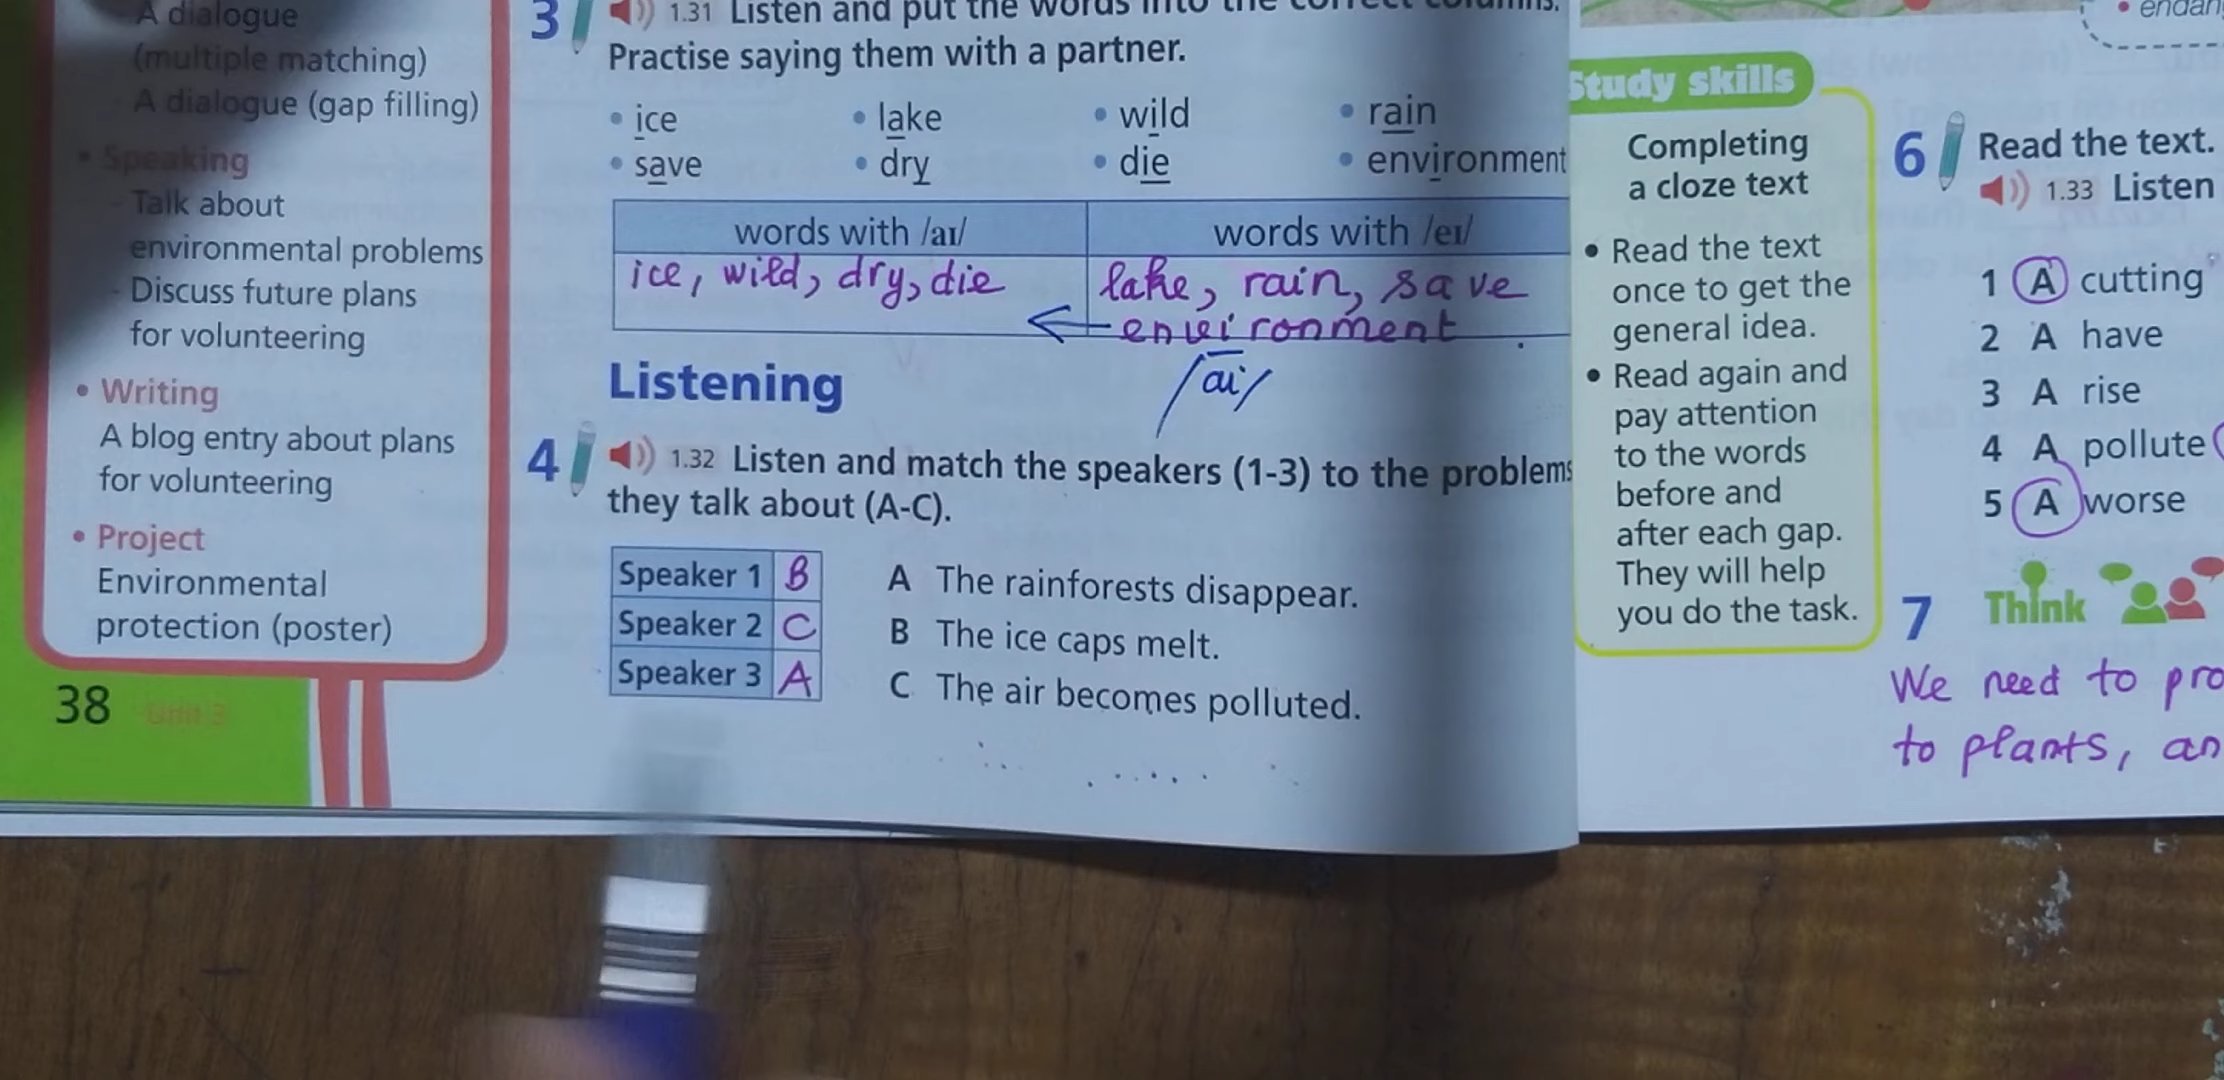 A dialogue
(multiple matching)
- A dialogue (gap filling)
• Speaking
- Talk about
environmental problems
- Discuss future plans
for volunteering
• Writing
A blog entry about plans
for volunteering
• Project
Environmental
protection (poster)
38 Unit 3
3 1.31 Listen and put the words into the correct columns.
Practise saying them with a partner.
• ice • lake • wild • rain
• save • dry • die • environment
words with /aɪ/ words with /eɪ/
ice, wild, dry, die lake, rain, save
environment
/ai/
Listening
4 1.32 Listen and match the speakers (1-3) to the problems
they talk about (A-C).
Speaker 1 B
Speaker 2 C
Speaker 3 A
A The rainforests disappear.
B The ice caps melt.
C The air becomes polluted.
Study skills
Completing
a cloze text
• Read the text
once to get the
general idea.
• Read again and
pay attention
to the words
before and
after each gap.
They will help
you do the task.
6 Read the text.
1.33 Listen
1 A cutting
2 A have
3 A rise
4 A pollute
5 A worse
7 Think
We need to
to plants,